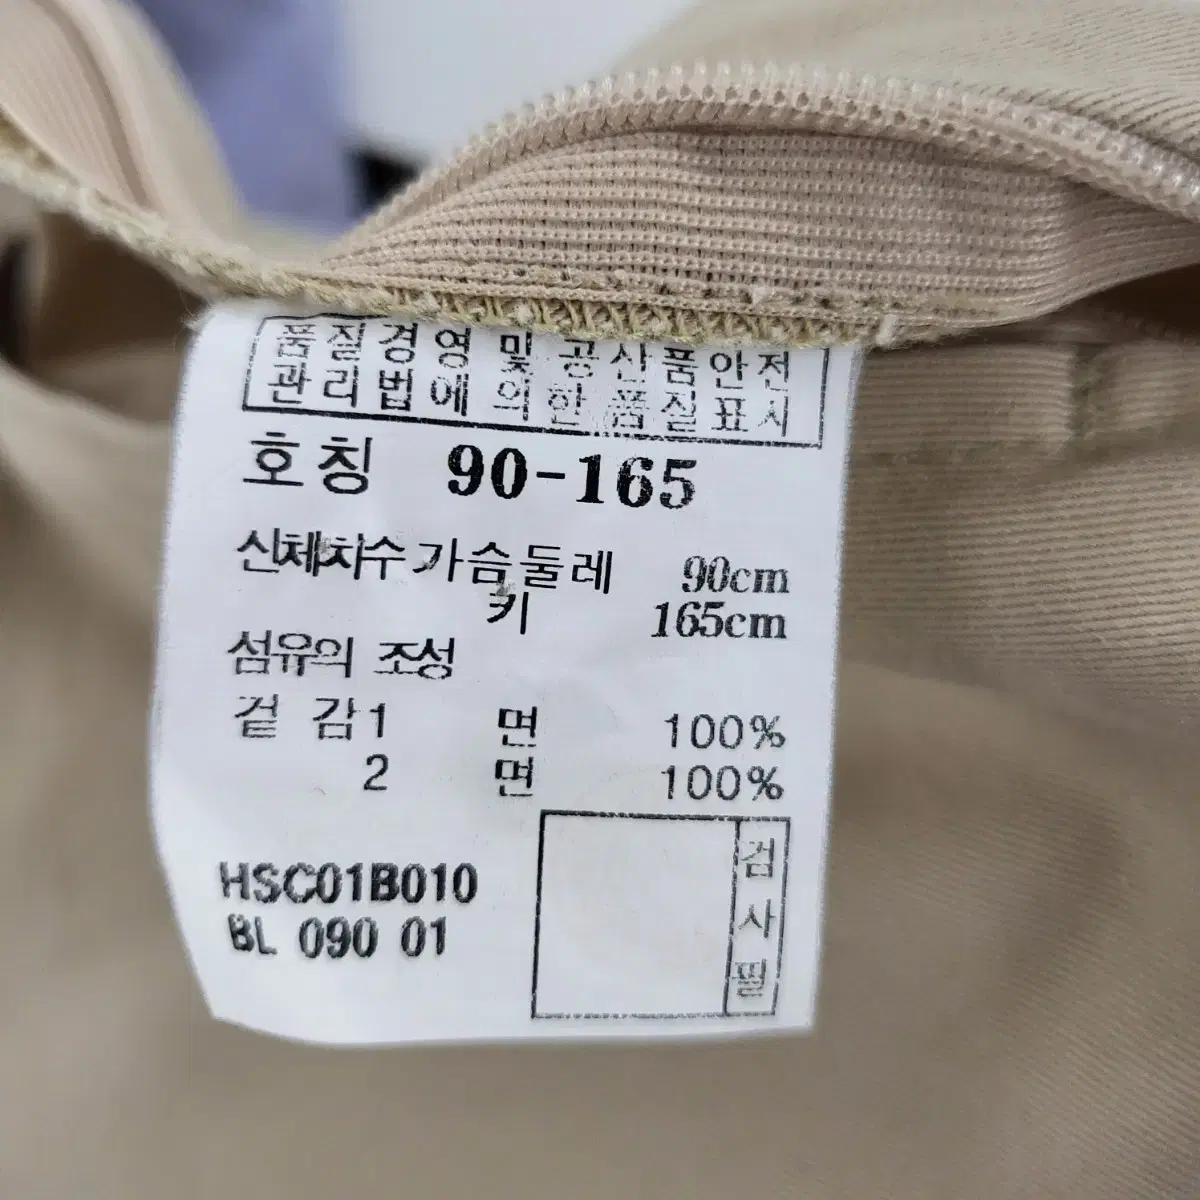 품질경영 및 공산품안전
관리법에 의한 품질표시
호칭 90-165
신체치수 가슴둘레 90cm
키 165cm
섬유의 조성
겉감1 면 100%
2 면 100%
HSC01B010
BL 090 01
검사필